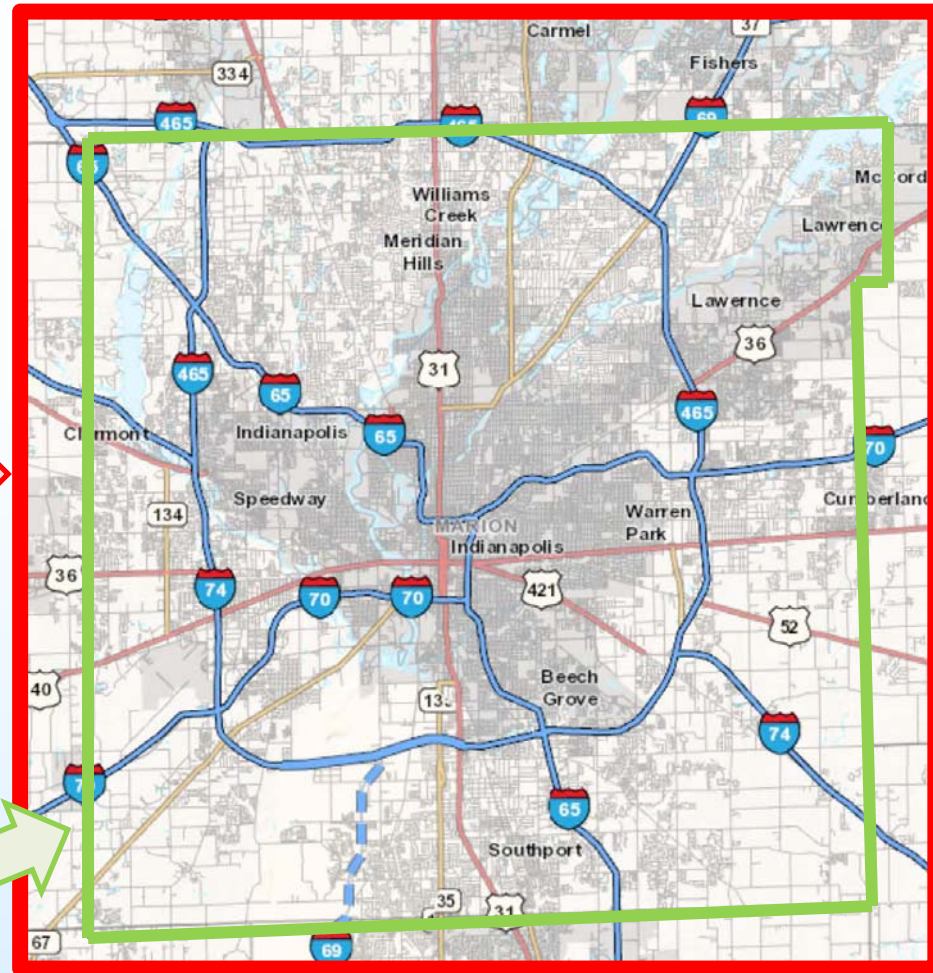 37
Carmel
Fishers
334
465
69
65
McCord
Williams
Creek
Lawrence
Meridian
Hills
Lawernce
36
31
465
65
465
65
Clermont
Indianapolis
70
Speedway
Cumberland
134
MARION
Warren
Park
Indianapolis
36
74
70
70
421
52
Beech
Grove
40
74
65
Southport
35
31
67
69